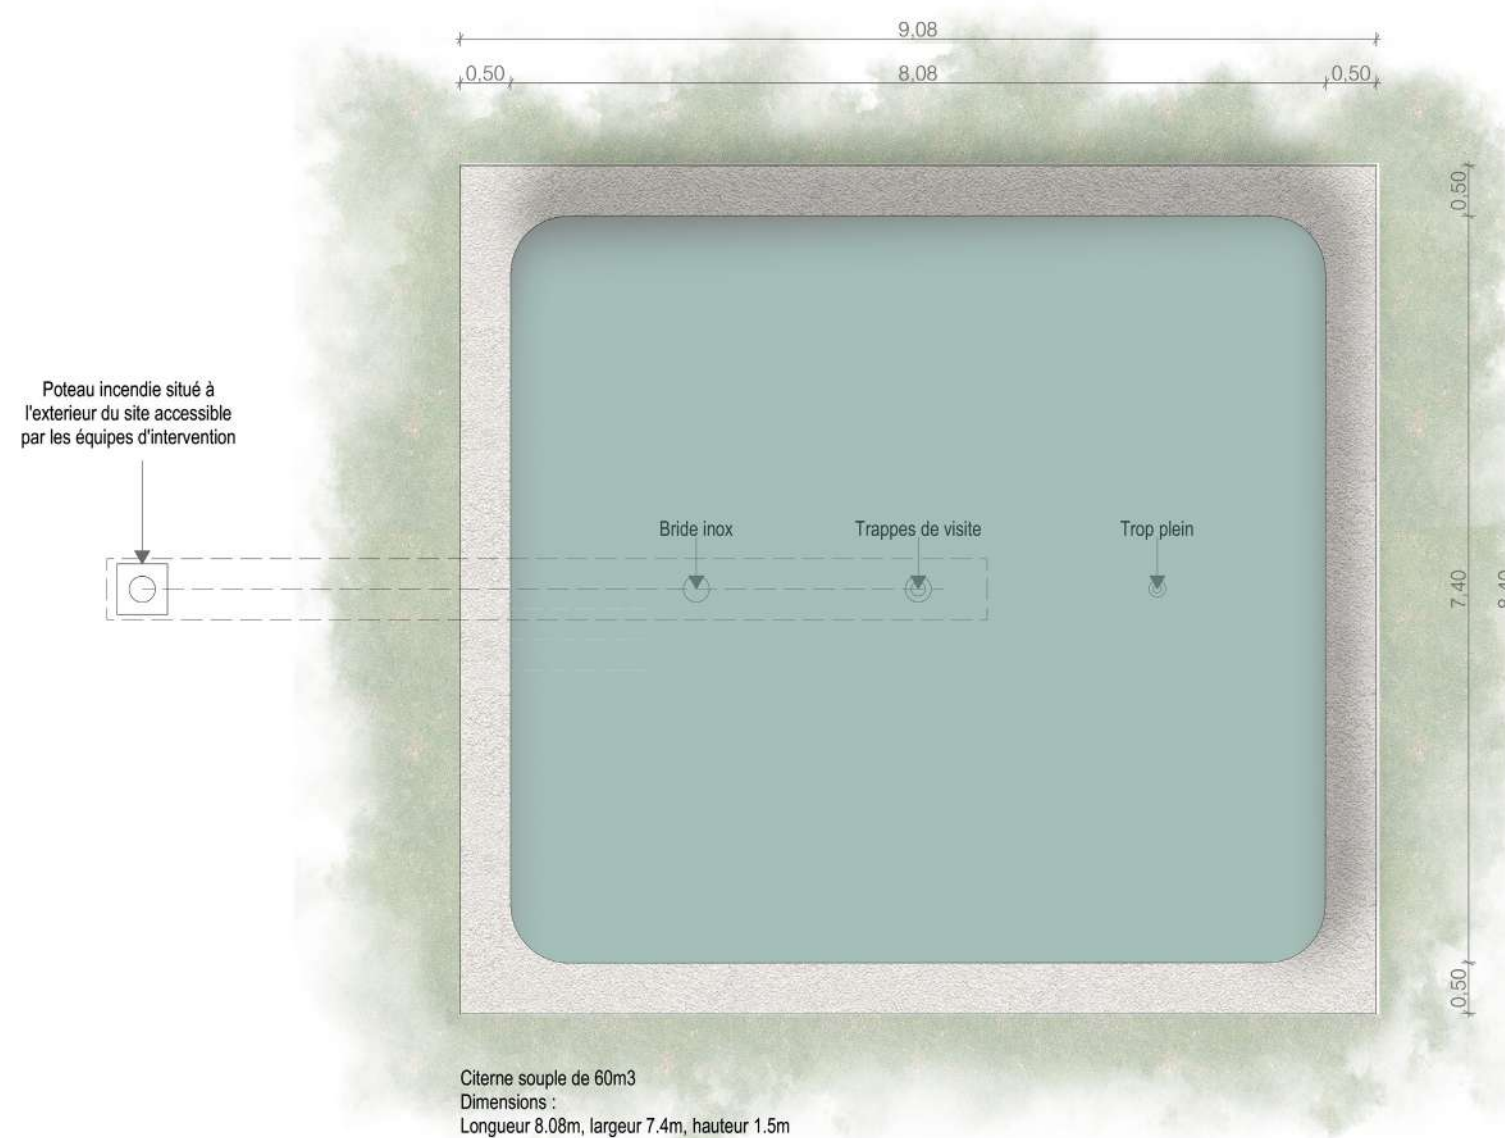 9,08
0,50 8,08 0,50
0,50
Poteau incendie situé à
l'exterieur du site accessible
par les équipes d'intervention
Bride inox Trappes de visite Trop plein
7,40
0,50
Citerne souple de 60m3
Dimensions :
Longueur 8.08m, largeur 7.4m, hauteur 1.5m